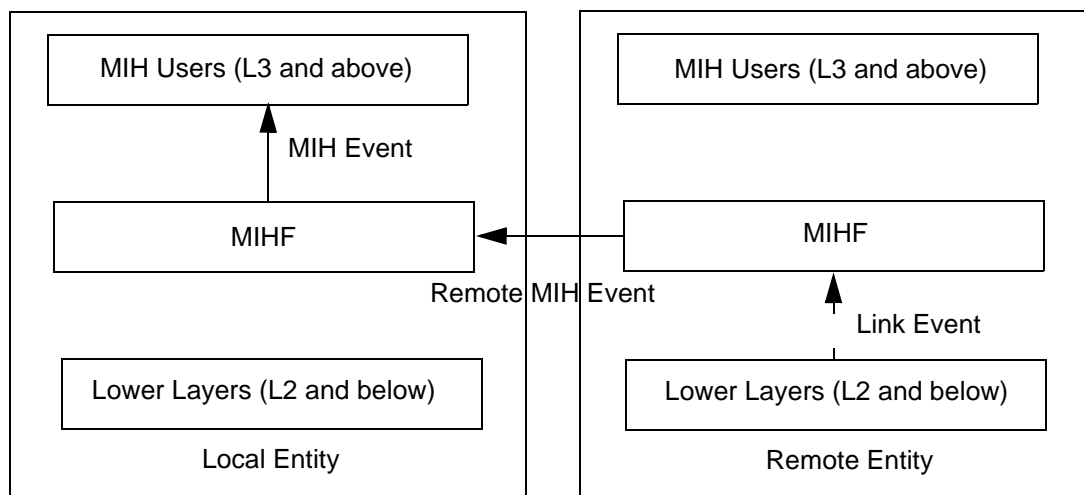 MIH Users (L3 and above)
MIH Event
MIHF
Lower Layers (L2 and below)
Local Entity
Remote MIH Event
MIH Users (L3 and above)
MIHF
Link Event
Lower Layers (L2 and below)
Remote Entity